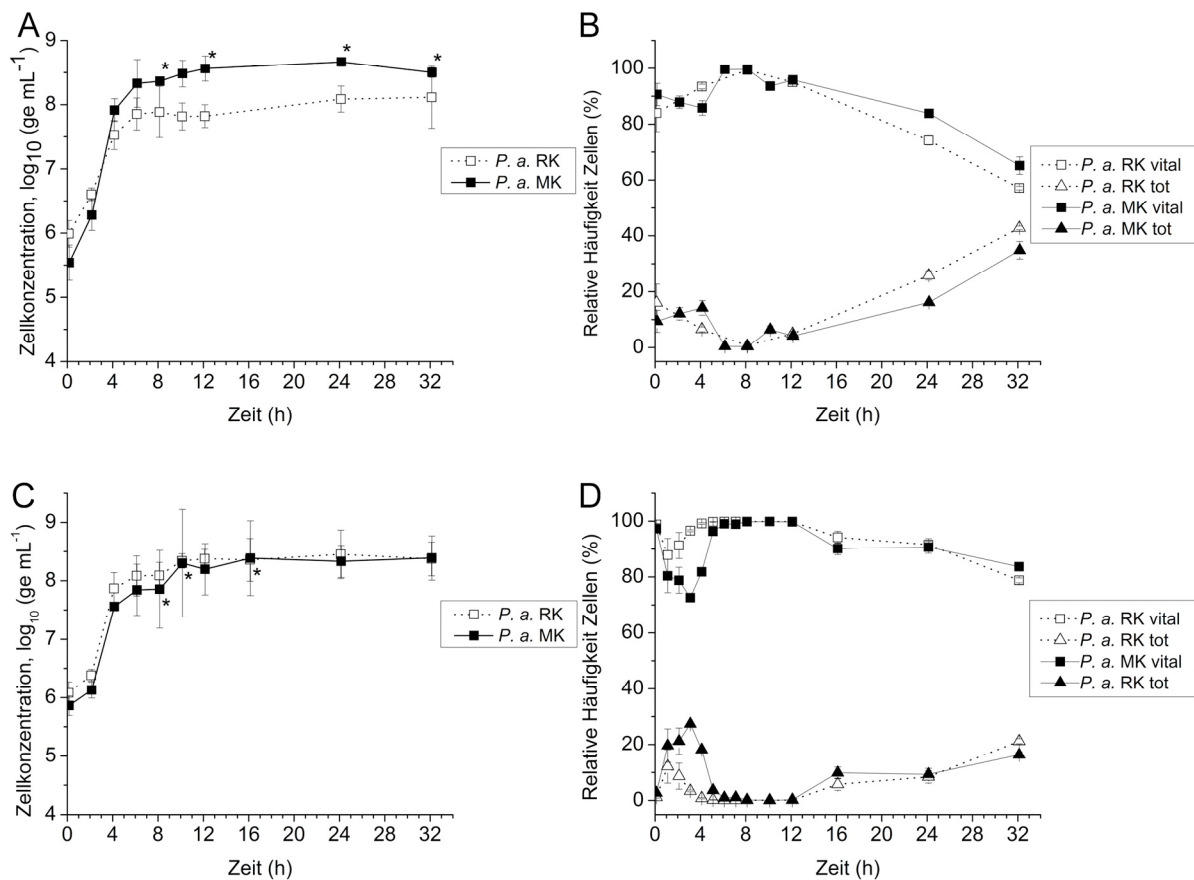 A
Zellkonzentration, log10 (ge mL-1)
9
8
7
6
5
4
* * * *
0 4 8 12 16 20 24 28 32
Zeit (h)
P. a. RK
P. a. MK
B
Relative Häufigkeit Zellen (%)
100
80
60
40
20
0
0 4 8 12 16 20 24 28 32
Zeit (h)
P. a. RK vital
P. a. RK tot
P. a. MK vital
P. a. MK tot
C
Zellkonzentration, log10 (ge mL-1)
9
8
7
6
5
4
* * *
0 4 8 12 16 20 24 28 32
Zeit (h)
P. a. RK
P. a. MK
D
Relative Häufigkeit Zellen (%)
100
80
60
40
20
0
0 4 8 12 16 20 24 28 32
Zeit (h)
P. a. RK vital
P. a. RK tot
P. a. MK vital
P. a. RK tot